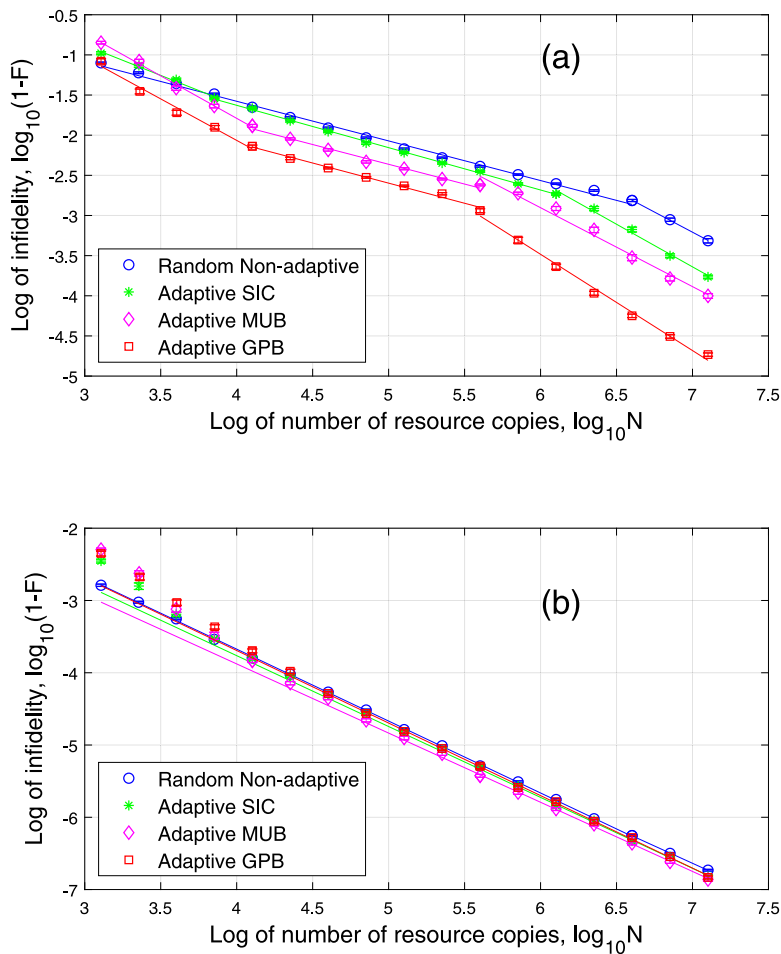 -0.5
(a)
-1
-1.5
-2
-2.5
-3
-3.5
-4
-4.5
-5
Log of infidelity, log10(1-F)
Random Non-adaptive
Adaptive SIC
Adaptive MUB
Adaptive GPB
3 3.5 4 4.5 5 5.5 6 6.5 7 7.5
Log of number of resource copies, log10N
-2
(b)
-3
-4
-5
-6
-7
Log of infidelity, log10(1-F)
Random Non-adaptive
Adaptive SIC
Adaptive MUB
Adaptive GPB
3 3.5 4 4.5 5 5.5 6 6.5 7 7.5
Log of number of resource copies, log10N